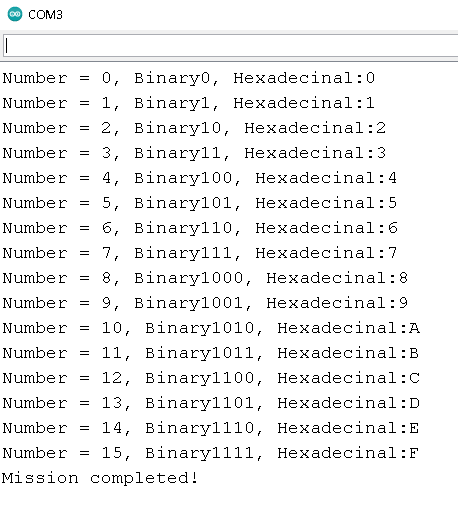 COM3
Number = 0, Binary0, Hexadecinal:0
Number = 1, Binary1, Hexadecinal:1
Number = 2, Binary10, Hexadecinal:2
Number = 3, Binary11, Hexadecinal:3
Number = 4, Binary100, Hexadecinal:4
Number = 5, Binary101, Hexadecinal:5
Number = 6, Binary110, Hexadecinal:6
Number = 7, Binary111, Hexadecinal:7
Number = 8, Binary1000, Hexadecinal:8
Number = 9, Binary1001, Hexadecinal:9
Number = 10, Binary1010, Hexadecinal:A
Number = 11, Binary1011, Hexadecinal:B
Number = 12, Binary1100, Hexadecinal:C
Number = 13, Binary1101, Hexadecinal:D
Number = 14, Binary1110, Hexadecinal:E
Number = 15, Binary1111, Hexadecinal:F
Mission completed!